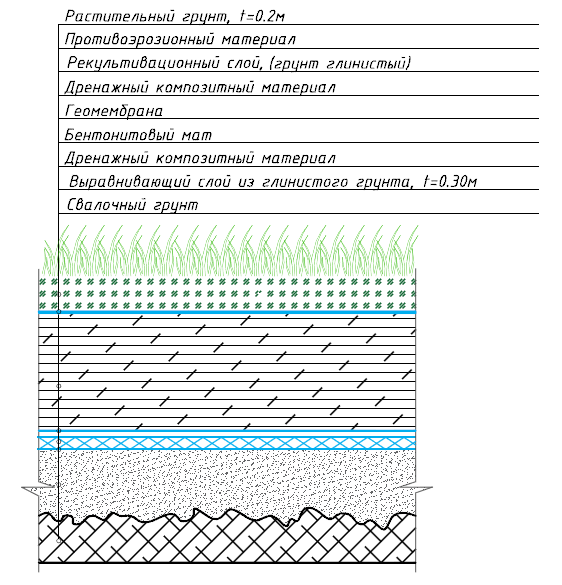 Растительный грунт, t=0.2м
Противоэрозионный материал
Рекультивационный слой, (грунт глинистый)
Дренажный композитный материал
Геомембрана
Бентонитовый мат
Дренажный композитный материал
Выравнивающий слой из глинистого грунта, t=0.30м
Свалочный грунт